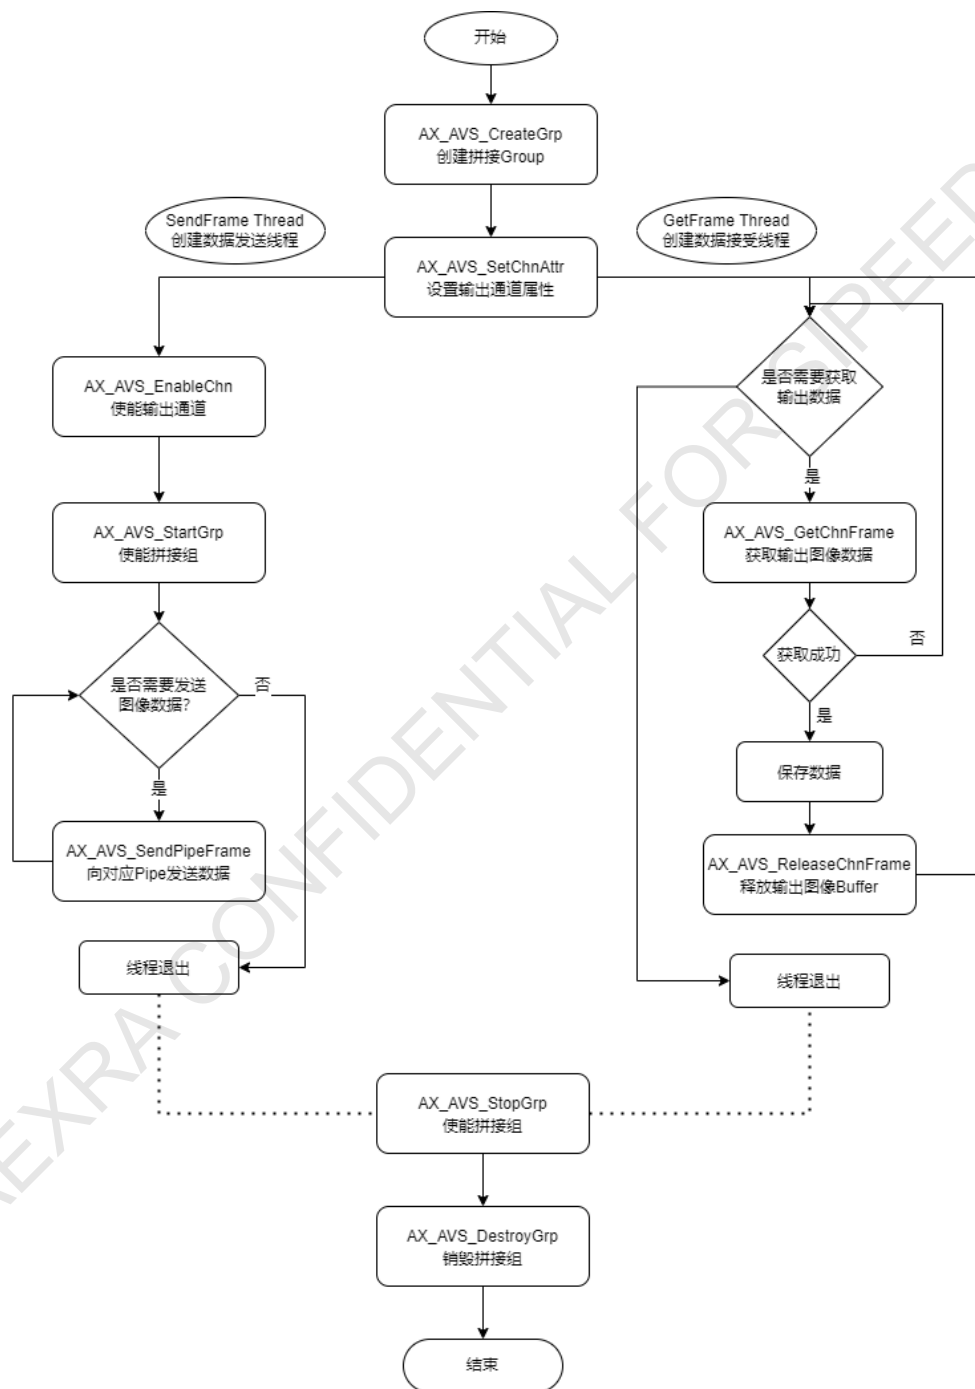 开始
AX_AVS_CreateGrp
创建拼接Group
SendFrame Thread
创建数据发送线程
GetFrame Thread
创建数据接受线程
AX_AVS_SetChnAttr
设置输出通道属性
AX_AVS_EnableChn
使能输出通道
是否需要获取
输出数据
是
AX_AVS_StartGrp
使能拼接组
AX_AVS_GetChnFrame
获取输出图像数据
是否需要发送
图像数据?
否
获取成功
否
是
是
保存数据
AX_AVS_SendPipeFrame
向对应Pipe发送数据
AX_AVS_ReleaseChnFrame
释放输出图像Buffer
线程退出
线程退出
AX_AVS_StopGrp
使能拼接组
AX_AVS_DestroyGrp
销毁拼接组
结束
EXRA CONFIDENTIAL FOR SIPEED